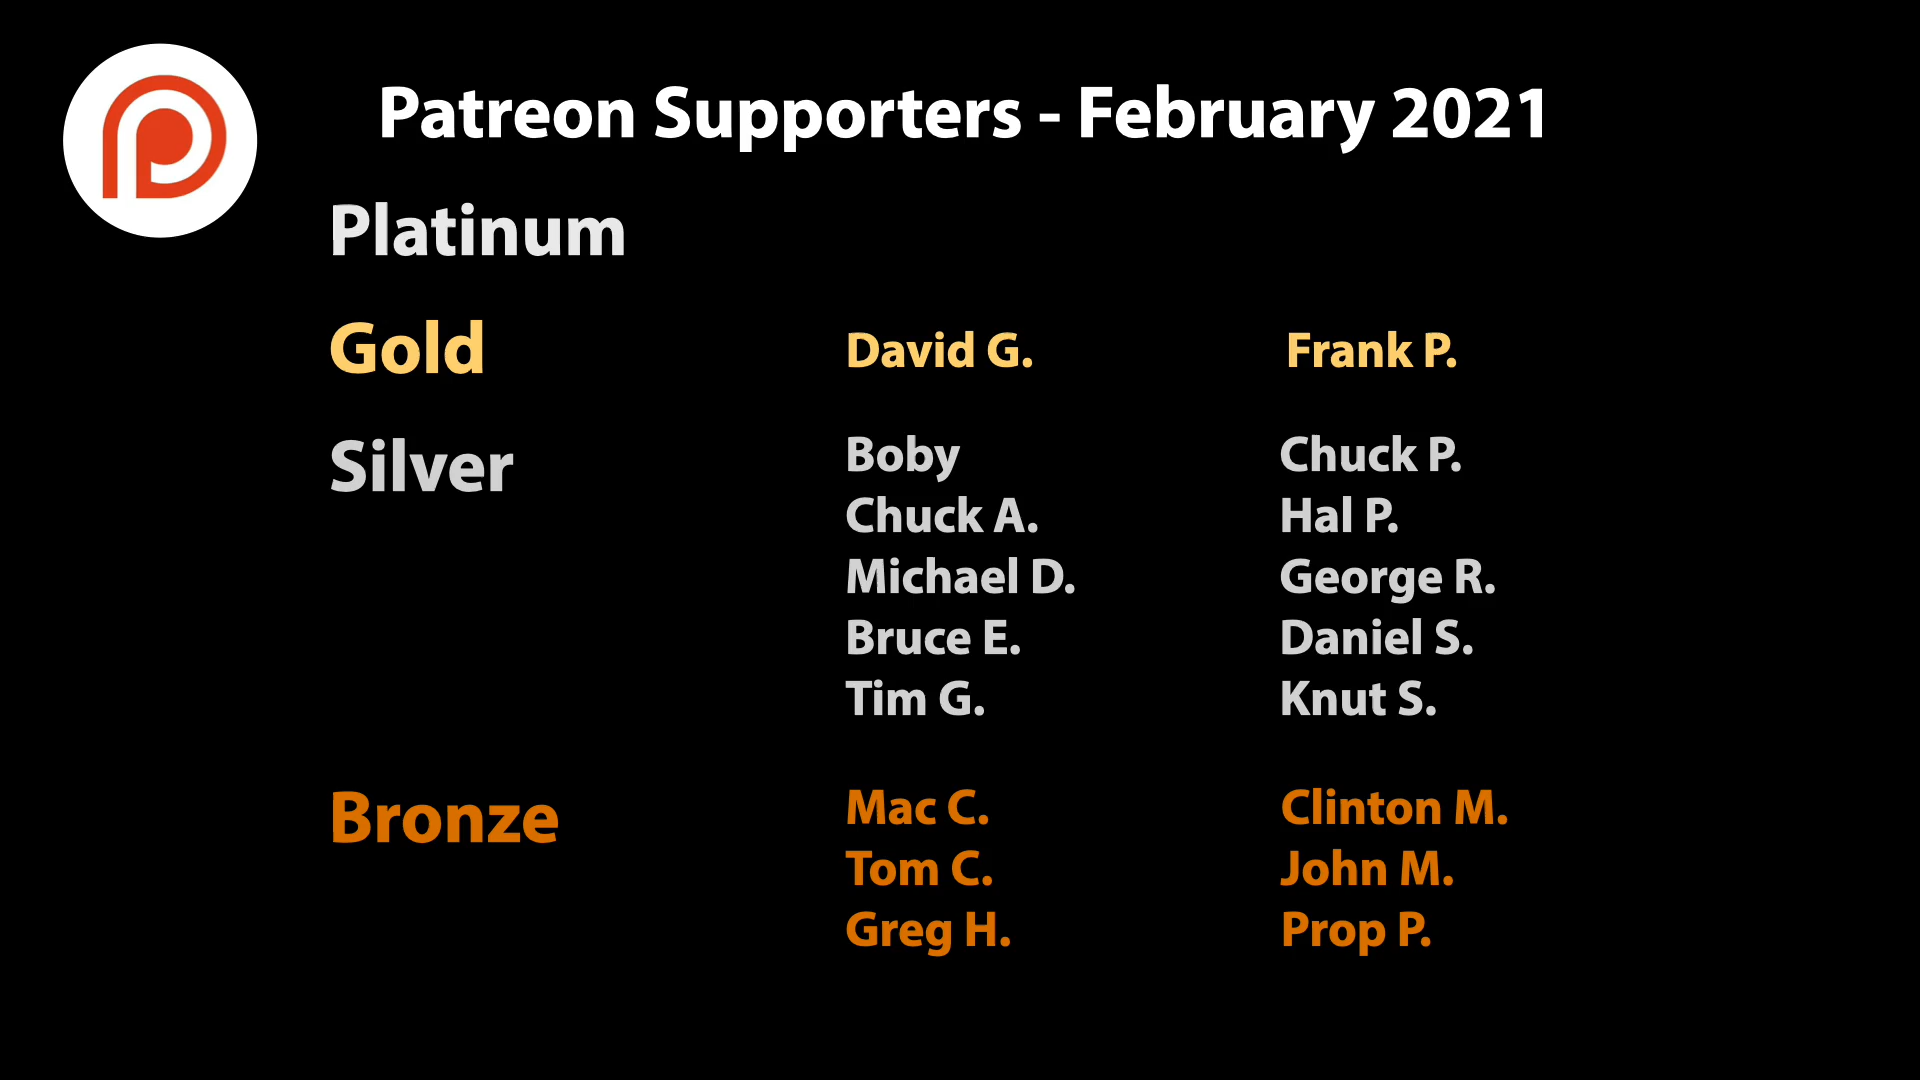 Patreon Supporters - February 2021
Platinum
Gold
David G. Frank P.
Silver
Boby Chuck P.
Chuck A. Hal P.
Michael D. George R.
Bruce E. Daniel S.
Tim G. Knut S.
Bronze
Mac C. Clinton M.
Tom C. John M.
Greg H. Prop P.